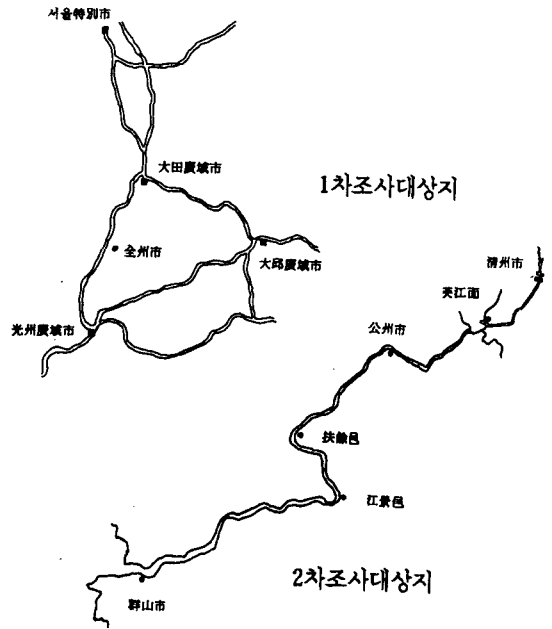 서울特別市
大田廣域市
1차조사대상지
全州市
大邱廣域市
淸州市
芙江面
光州廣域市
公州市
扶餘邑
江景邑
2차조사대상지
群山市